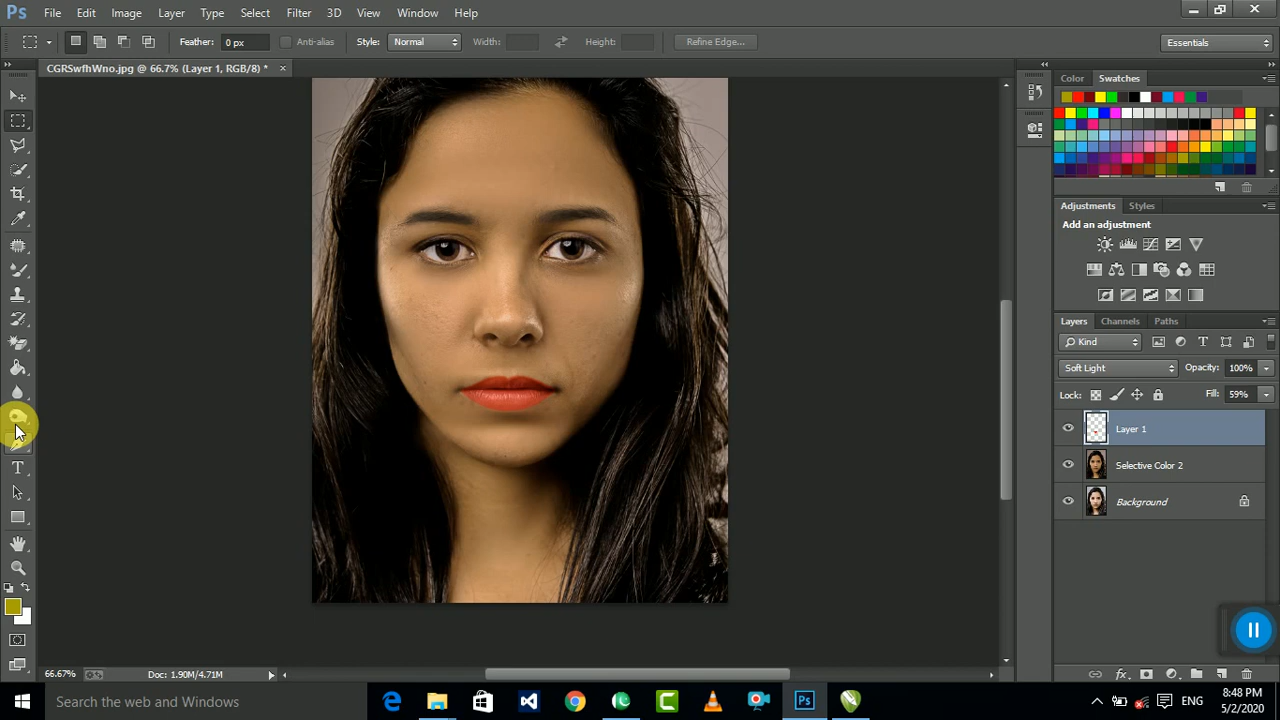 Ps File Edit Image Layer Type Select Filter 3D View Window Help
Feather: 0 px Anti-alias Style: Normal Width: Height: Refine Edge... Essentials
CGRSwfhWno.jpg @ 66.7% (Layer 1, RGB/8) *
Color Swatches
Adjustments Styles
Add an adjustment
Layers Channels Paths
Kind
Soft Light Opacity: 100%
Lock: Fill: 59%
Layer 1
Selective Color 2
Background
66.67% Doc: 1.90M/4.71M
Search the web and Windows
ENG
8:48 PM
5/2/2020